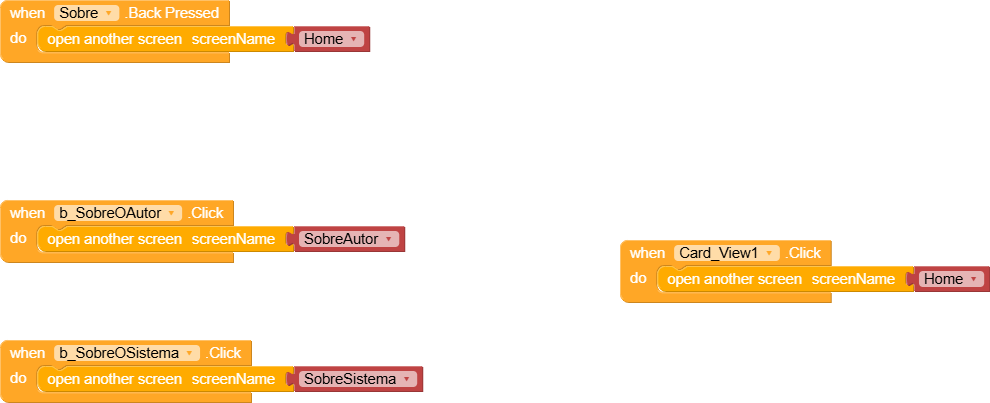 when Sobre .Back Pressed
do open another screen screenName Home
when b_SobreOAutor .Click
do open another screen screenName SobreAutor
when Card_View1 .Click
do open another screen screenName Home
when b_SobreOSistema .Click
do open another screen screenName SobreSistema